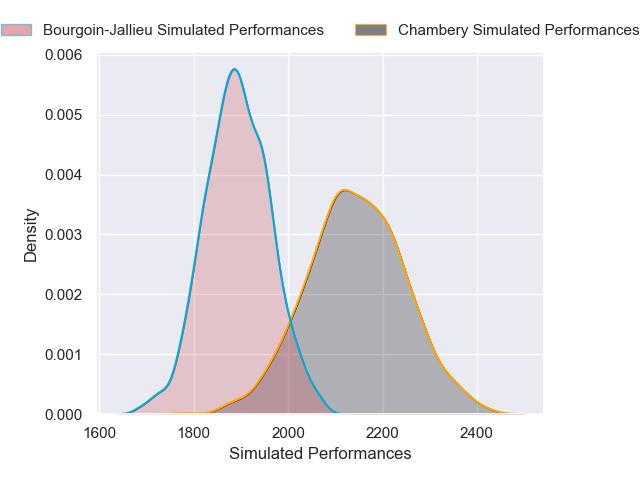 Bourgoin-Jallieu Simulated Performances Chambery Simulated Performances
0.006
0.005
0.004
0.003
0.002
0.001
0.000
Density
1600 1800 2000 2200 2400
Simulated Performances